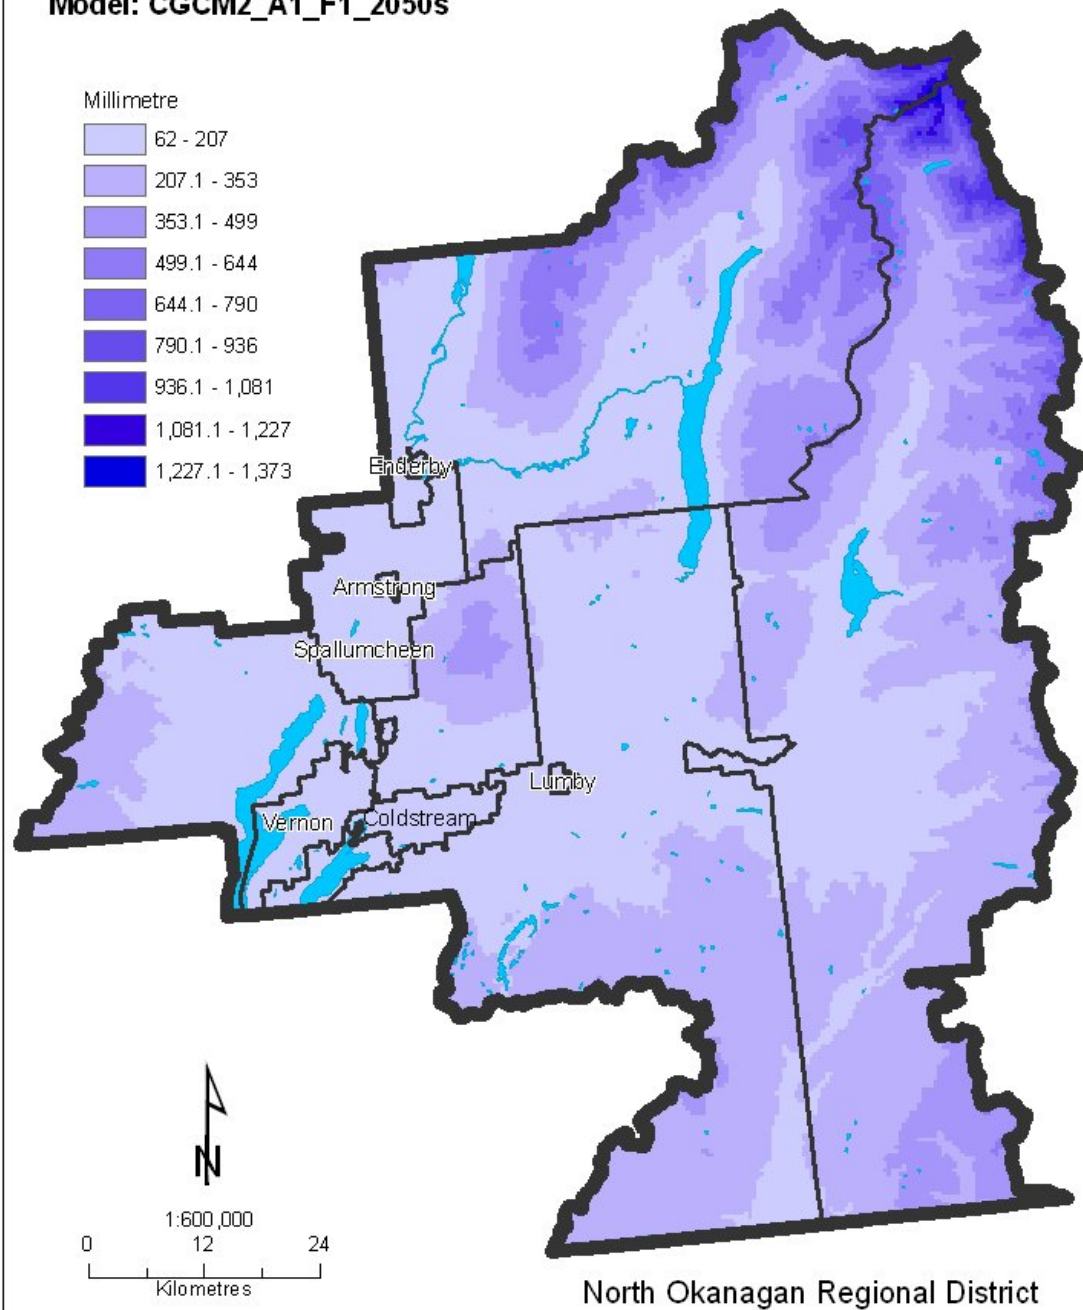 Model: CGCM2_A1_F1_2050s
Millimetre
62 - 207
207.1 - 353
353.1 - 499
499.1 - 644
644.1 - 790
790.1 - 936
936.1 - 1,081
1,081.1 - 1,227
1,227.1 - 1,373
Enderby
Armstrong
Spallumcheen
Lumby
Vernon
Coldstream
N
1:600,000
0 12 24
Kilometres
North Okanagan Regional District